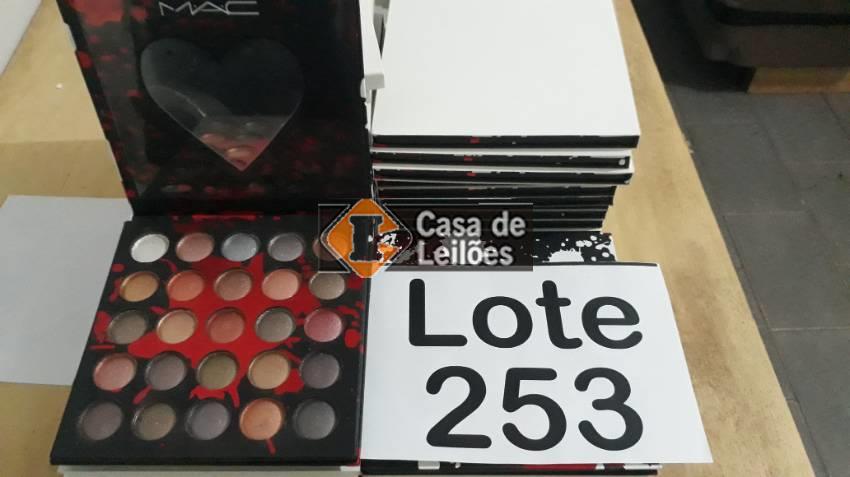 MAC
Casa de
Leilões
Lote
253